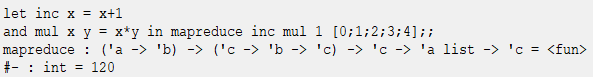 let inc x = x+1
and mul x y = x*y in mapreduce inc mul 1 [0;1;2;3;4];;
mapreduce : ('a -> 'b) -> ('c -> 'b -> 'c) -> 'c -> 'a list -> 'c = <fun>
#- : int = 120